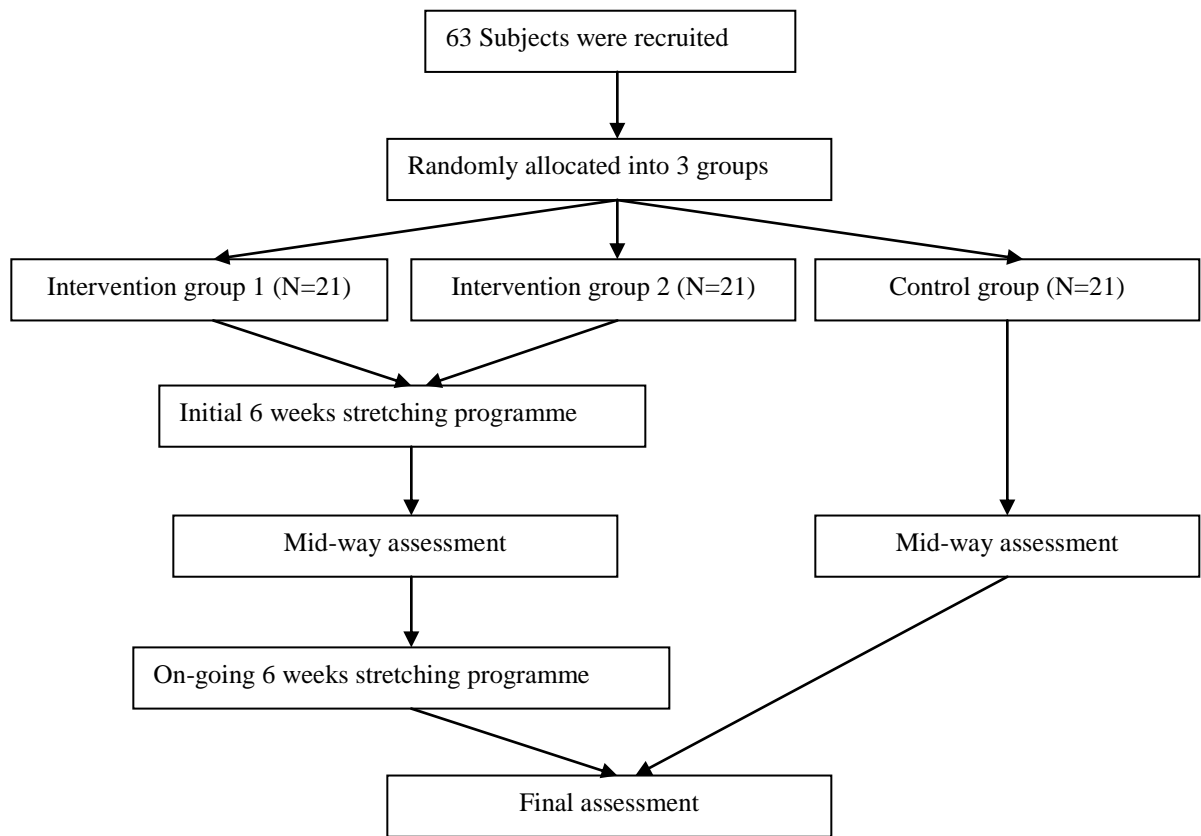 63 Subjects were recruited
Randomly allocated into 3 groups
Intervention group 1 (N=21)
Intervention group 2 (N=21)
Control group (N=21)
Initial 6 weeks stretching programme
Mid-way assessment
Mid-way assessment
On-going 6 weeks stretching programme
Final assessment